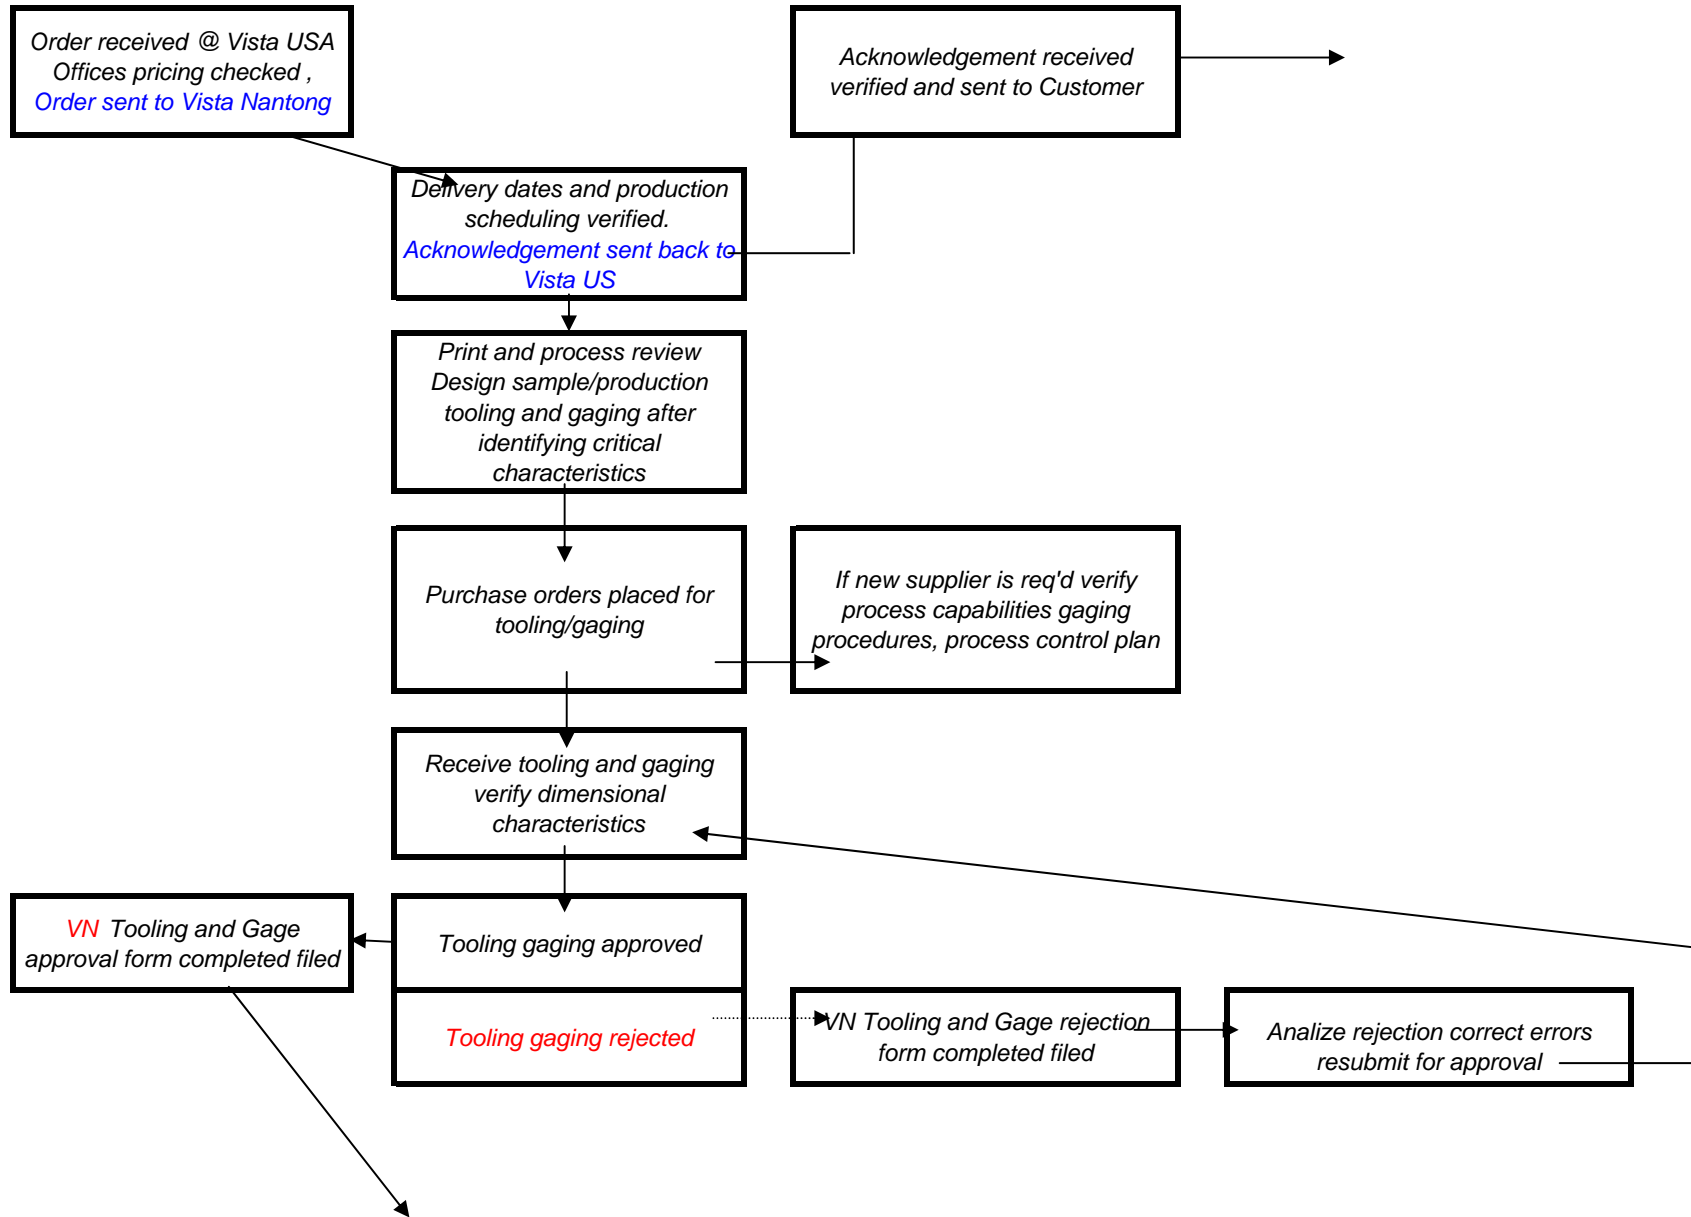 Order received @ Vista USA
Offices pricing checked ,
Order sent to Vista Nantong
Acknowledgement received
verified and sent to Customer
Delivery dates and production
scheduling verified.
Acknowledgement sent back to
Vista US
Print and process review
Design sample/production
tooling and gaging after
identifying critical
characteristics
Purchase orders placed for
tooling/gaging
If new supplier is req'd verify
process capabilities gaging
procedures, process control plan
Receive tooling and gaging
verify dimensional
characteristics
VN Tooling and Gage
approval form completed filed
Tooling gaging approved
Tooling gaging rejected
VN Tooling and Gage rejection
form completed filed
Analize rejection correct errors
resubmit for approval